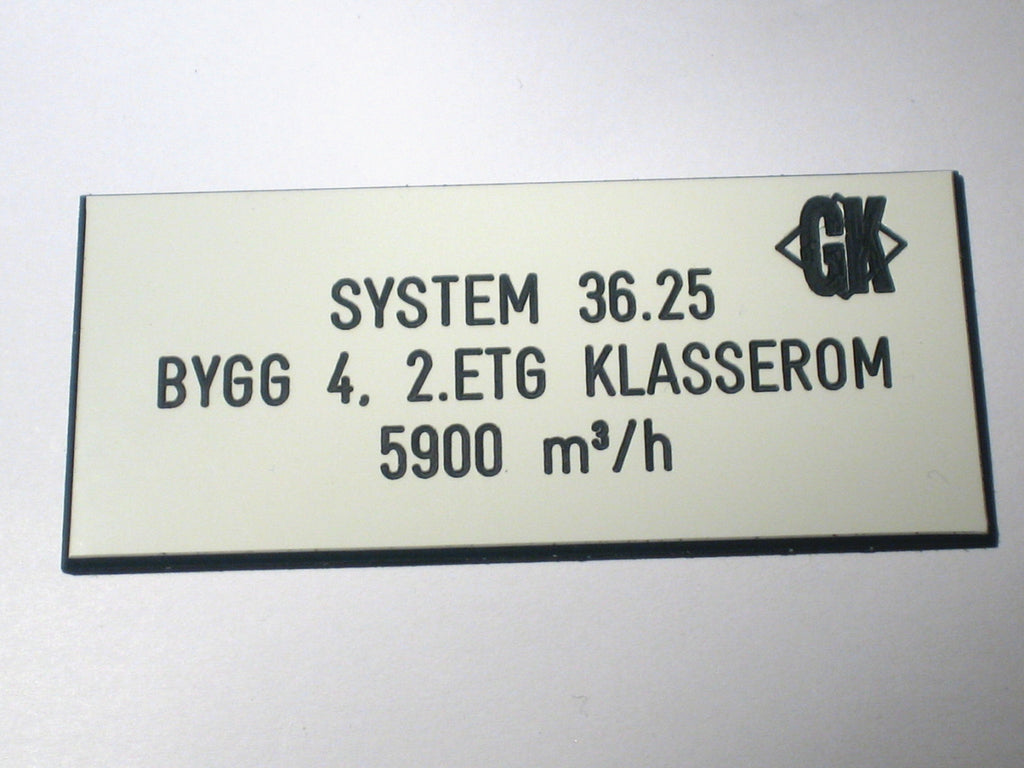 GK
SYSTEM 36.25
BYGG 4. 2.ETG KLASSEROM
5900 m³/h